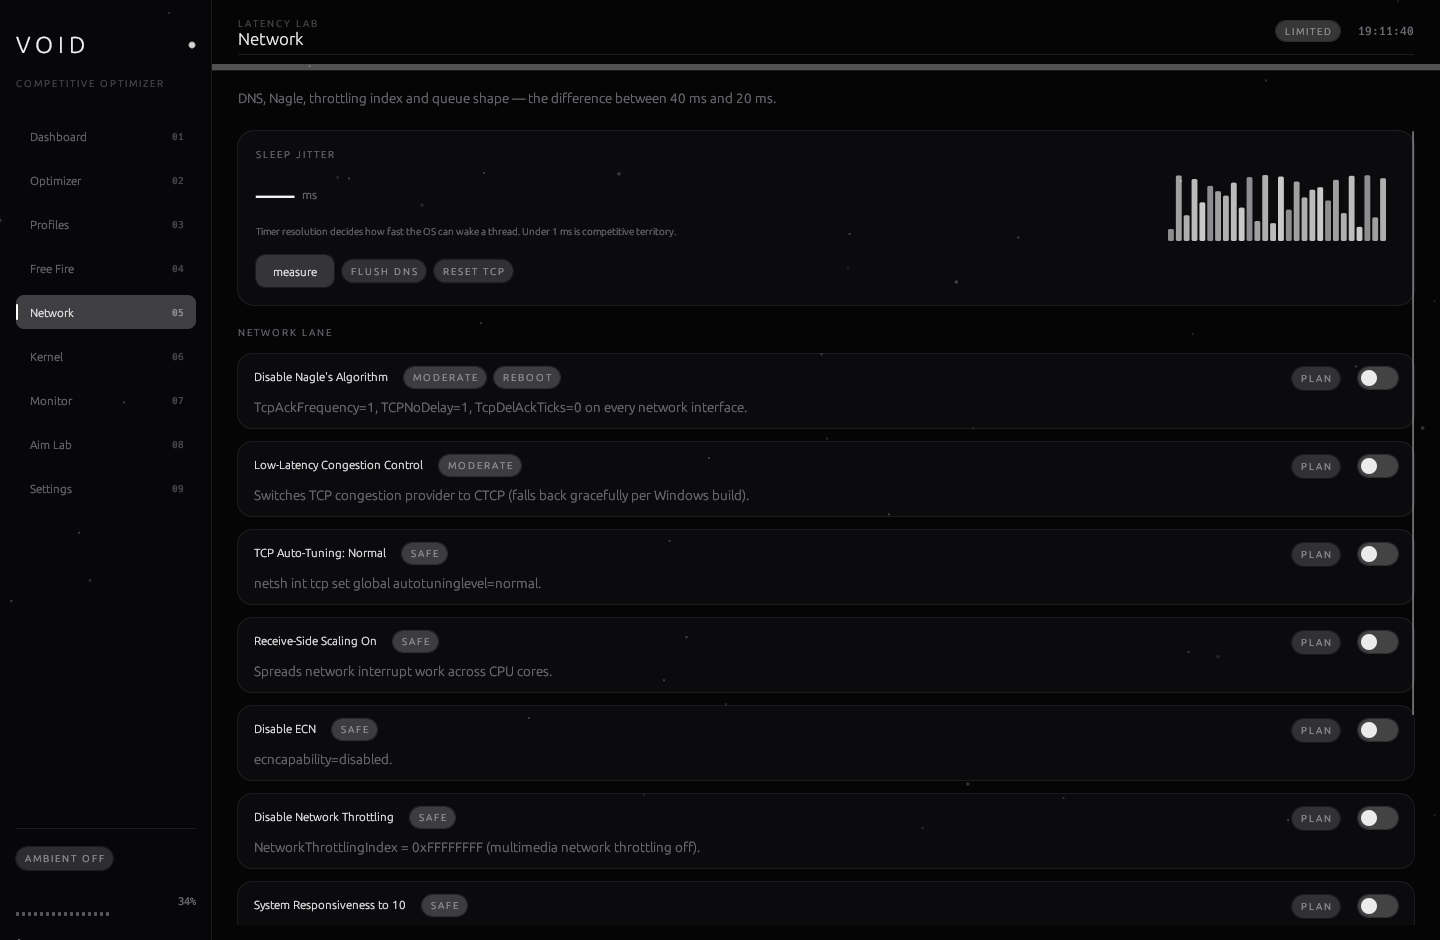 VOID
COMPETITIVE OPTIMIZER
Dashboard 01
Optimizer 02
Profiles 03
Free Fire 04
Network 05
Kernel 06
Monitor 07
Aim Lab 08
Settings 09
AMBIENT OFF
34%
LATENCY LAB
Network
LIMITED 19:11:40
DNS, Nagle, throttling index and queue shape — the difference between 40 ms and 20 ms.
SLEEP JITTER
— ms
Timer resolution decides how fast the OS can wake a thread. Under 1 ms is competitive territory.
measure FLUSH DNS RESET TCP
NETWORK LANE
Disable Nagle's Algorithm MODERATE REBOOT PLAN
TcpAckFrequency=1, TCPNoDelay=1, TcpDelAckTicks=0 on every network interface.
Low-Latency Congestion Control MODERATE PLAN
Switches TCP congestion provider to CTCP (falls back gracefully per Windows build).
TCP Auto-Tuning: Normal SAFE PLAN
netsh int tcp set global autotuninglevel=normal.
Receive-Side Scaling On SAFE PLAN
Spreads network interrupt work across CPU cores.
Disable ECN SAFE PLAN
ecncapability=disabled.
Disable Network Throttling SAFE PLAN
NetworkThrottlingIndex = 0xFFFFFFFF (multimedia network throttling off).
System Responsiveness to 10 SAFE PLAN